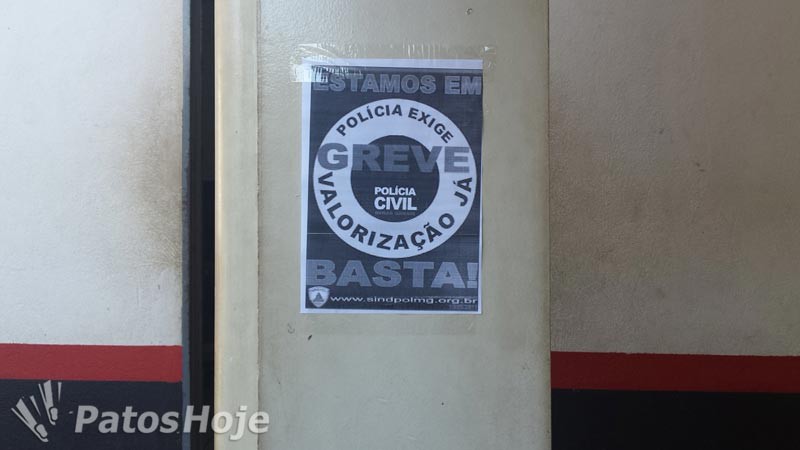 ESTAMOS EM
POLÍCIA EXIGE
GREVE
POLÍCIA
CIVIL
VALORIZAÇÃO JÁ
BASTA!
www.sindpolmg.org.br
PatosHoje